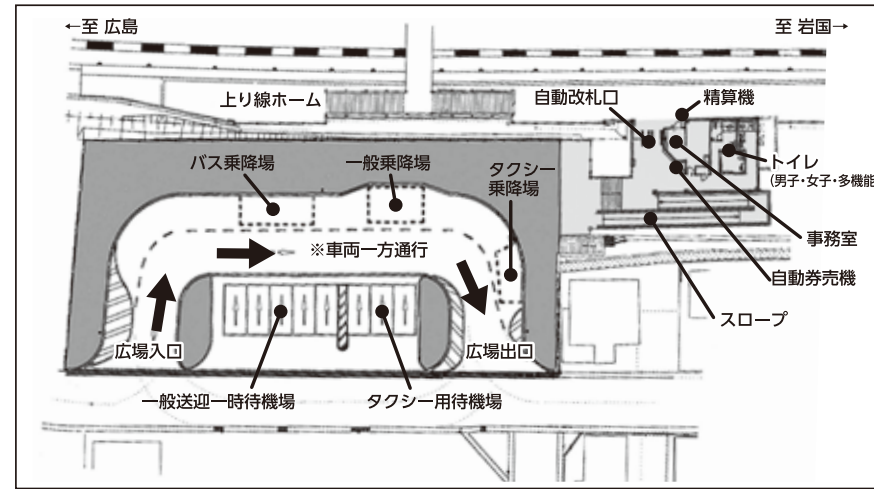 ←至 広島
至 岩国→
上り線ホーム
自動改札口
精算機
バス乗降場
一般乗降場
タクシー
乗降場
トイレ
(男子・女子・多機能
※車両一方通行
事務室
自動券売機
スロープ
広場入口
広場出口
一般送迎一時待機場
タクシー用待機場